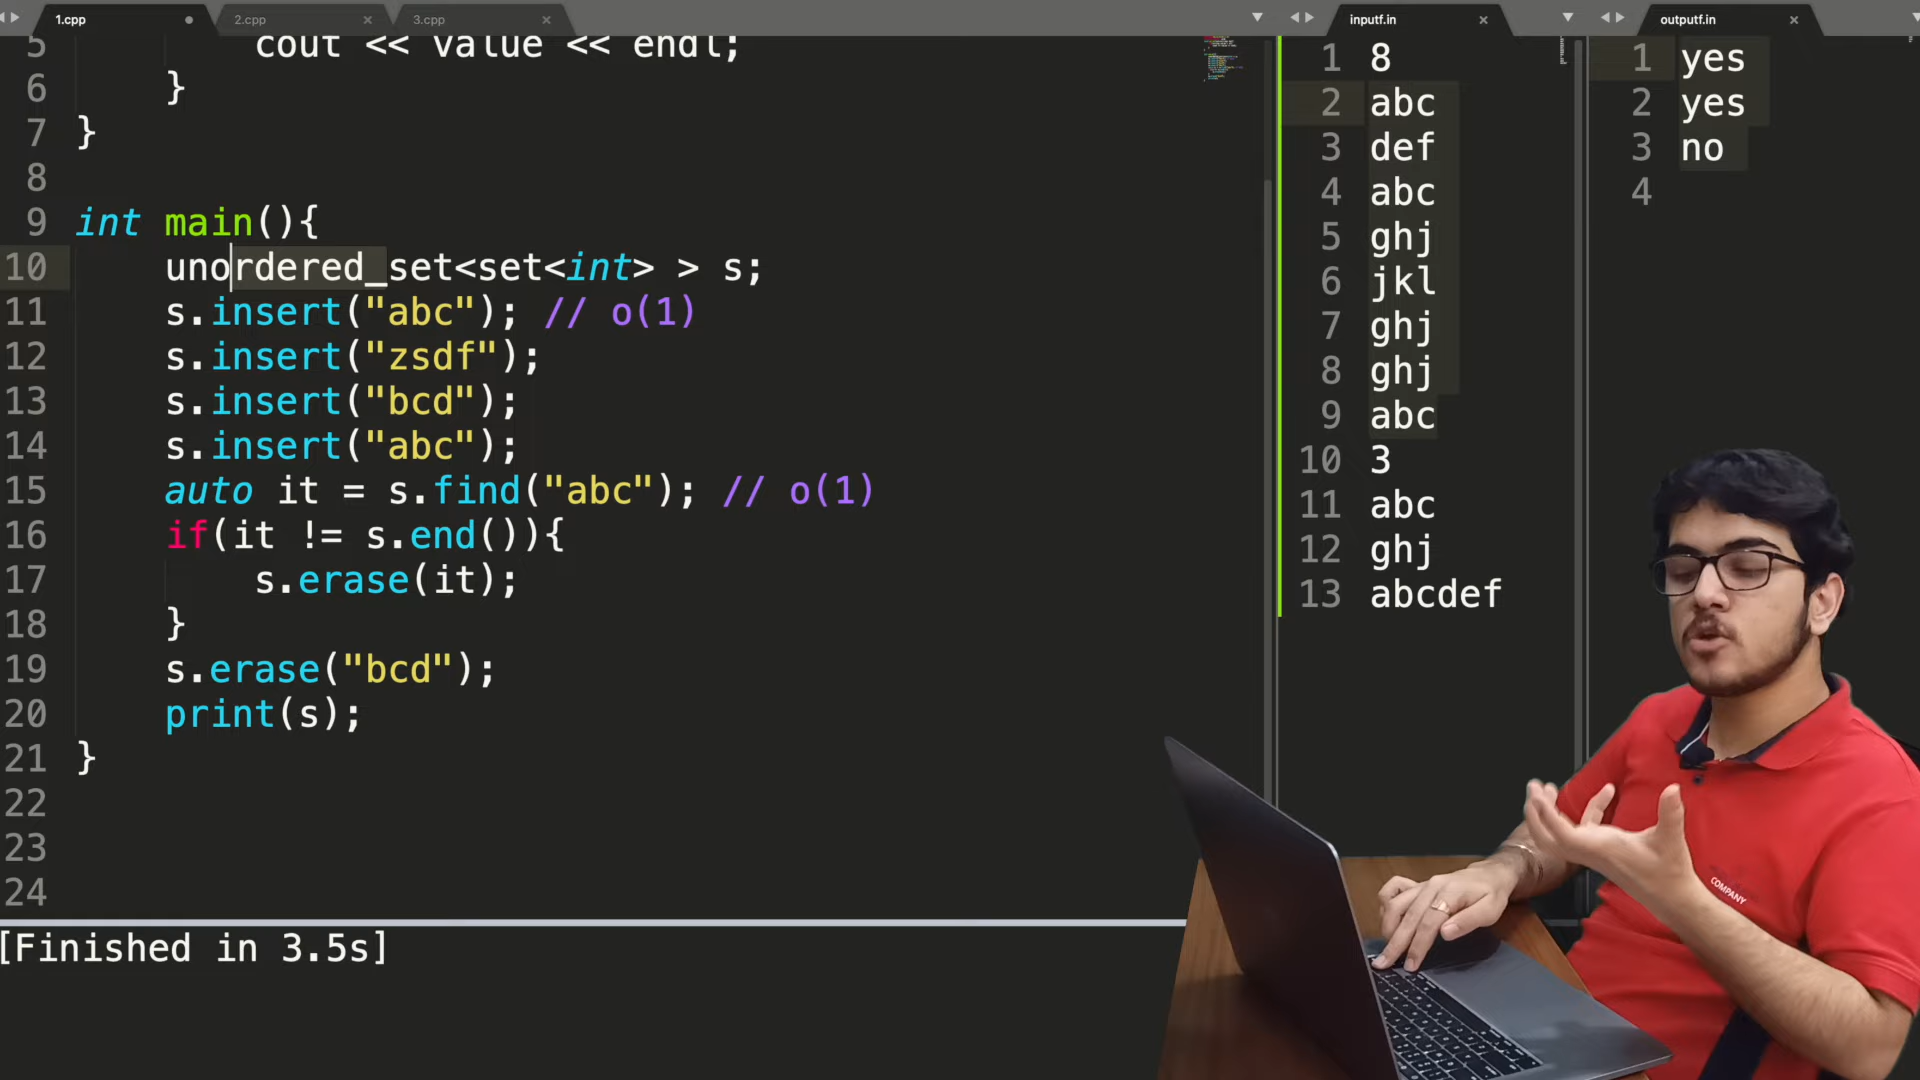 1.cpp
2.cpp
3.cpp
inputf.in
outputf.in
5 cout << value << endl;
6 }
7 }
8
9 int main(){
10 unordered_set<set<int> > s;
11 s.insert("abc"); // o(1)
12 s.insert("zsdf");
13 s.insert("bcd");
14 s.insert("abc");
15 auto it = s.find("abc"); // o(1)
16 if(it != s.end()){
17 s.erase(it);
18 }
19 s.erase("bcd");
20 print(s);
21 }
22
23
24
[Finished in 3.5s]
1 8
2 abc
3 def
4 abc
5 ghj
6 jkl
7 ghj
8 ghj
9 abc
10 3
11 abc
12 ghj
13 abcdef
1 yes
2 yes
3 no
4
COMPANY